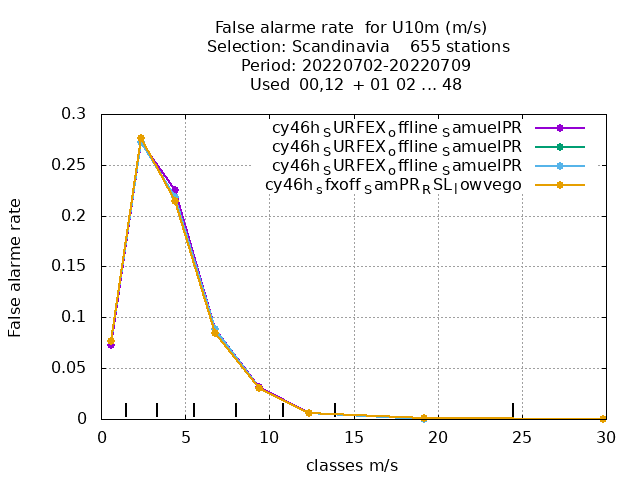 False alarme rate for U10m (m/s)
Selection: Scandinavia 655 stations
Period: 20220702-20220709
Used 00,12 + 01 02 ... 48
0.3
0.25
0.2
0.15
0.1
0.05
0
False alarme rate
cy46h_SURFEX_offline_SamuelPR
cy46h_SURFEX_offline_SamuelPR
cy46h_SURFEX_offline_SamuelPR
cy46h_sfxoff_SamPR_RSL_lowvego
0 5 10 15 20 25 30
classes m/s